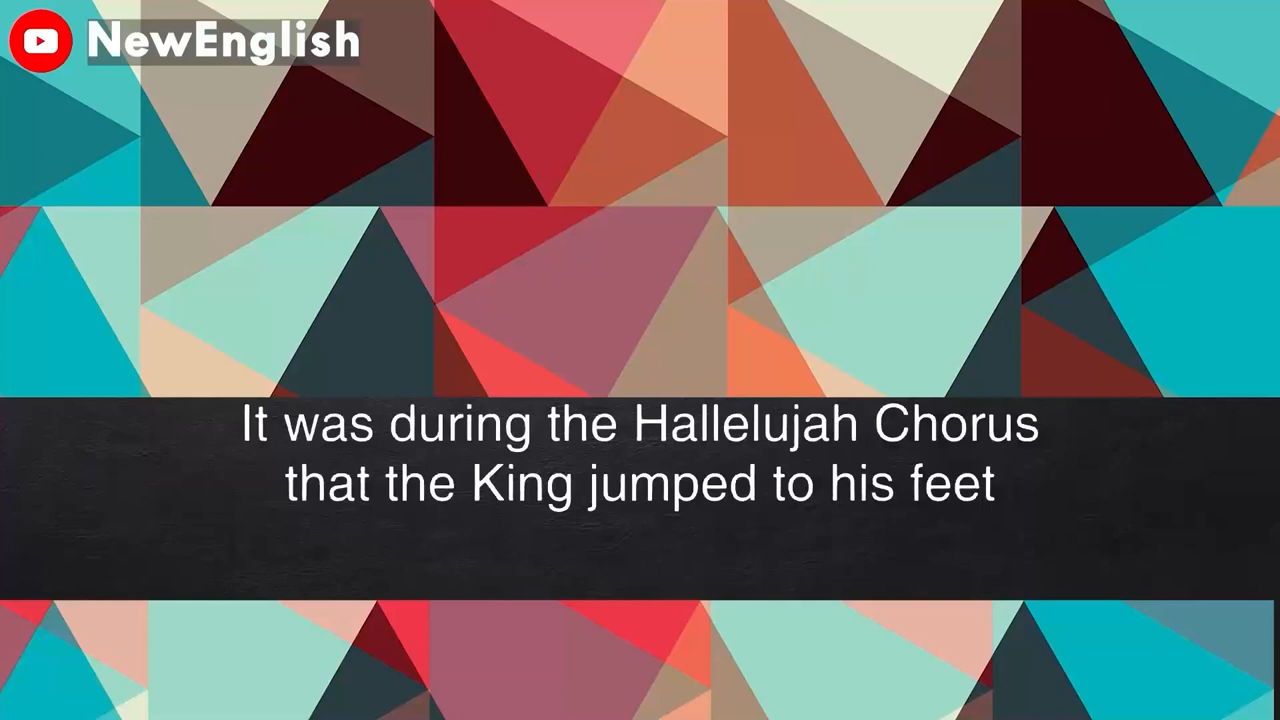 NewEnglish
It was during the Hallelujah Chorus
that the King jumped to his feet